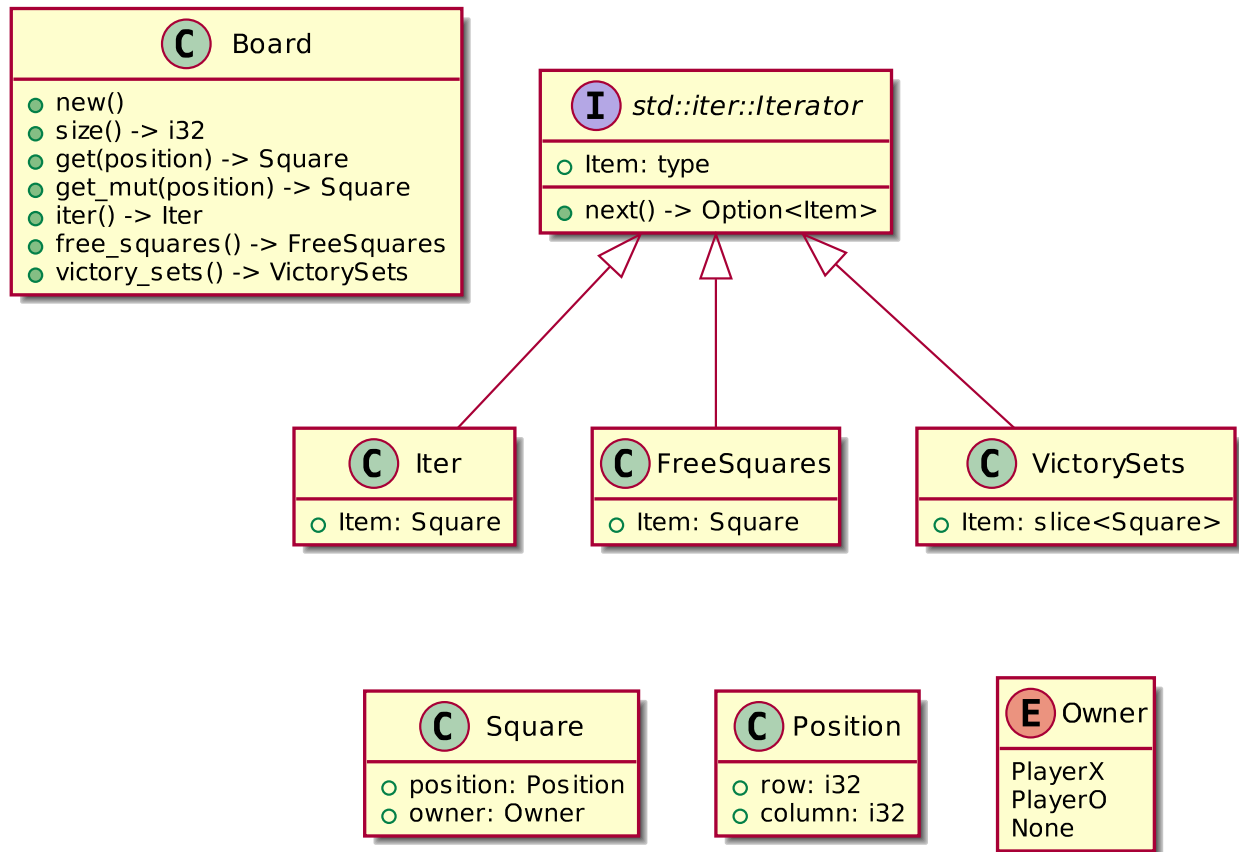 C Board
new()
size() -> i32
get(position) -> Square
get_mut(position) -> Square
iter() -> Iter
free_squares() -> FreeSquares
victory_sets() -> VictorySets
I std::iter::Iterator
Item: type
next() -> Option<Item>
C Iter
Item: Square
C FreeSquares
Item: Square
C VictorySets
Item: slice<Square>
C Square
position: Position
owner: Owner
C Position
row: i32
column: i32
E Owner
PlayerX
PlayerO
None